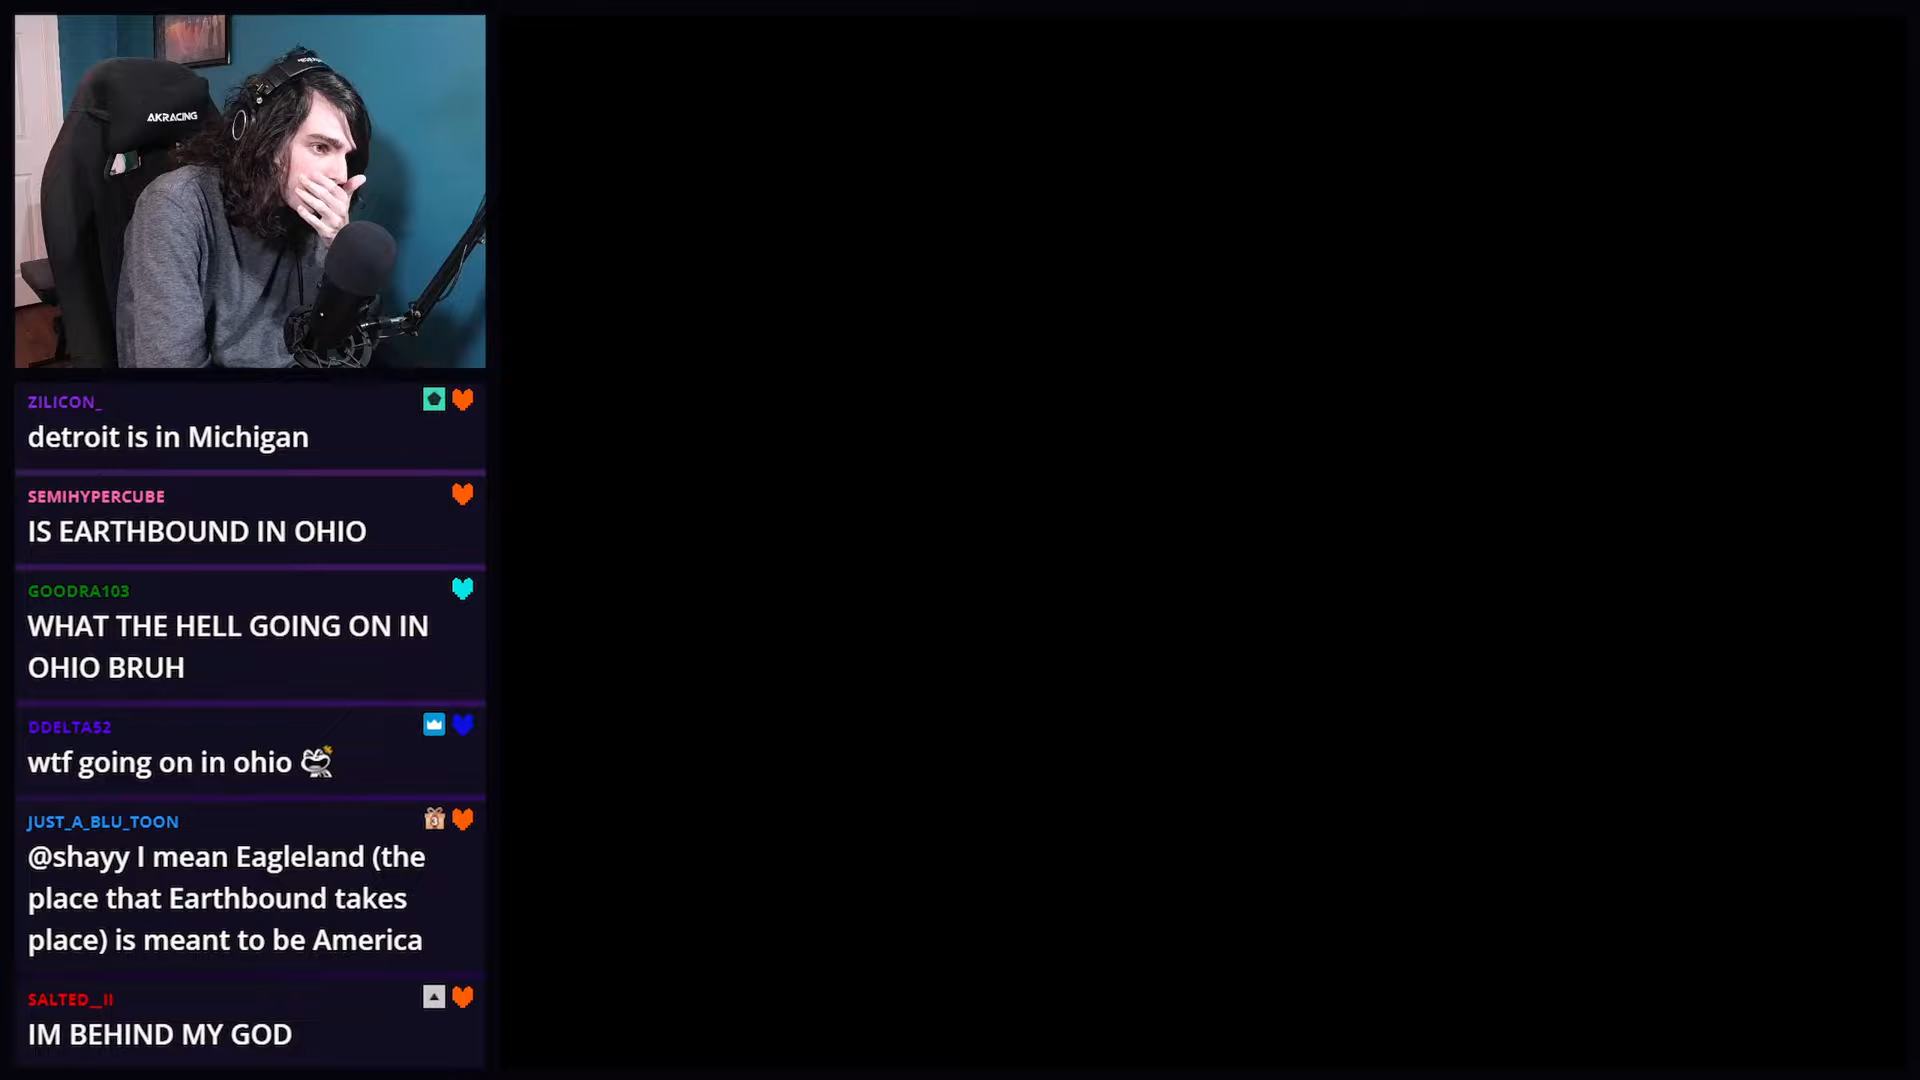 AKRACING
ZILICON_
detroit is in Michigan
SEMIHYPERCUBE
IS EARTHBOUND IN OHIO
GOODRA103
WHAT THE HELL GOING ON IN
OHIO BRUH
DDELTA52
wtf going on in ohio
JUST_A_BLU_TOON
3
@shayy I mean Eagleland (the
place that Earthbound takes
place) is meant to be America
SALTED__II
IM BEHIND MY GOD